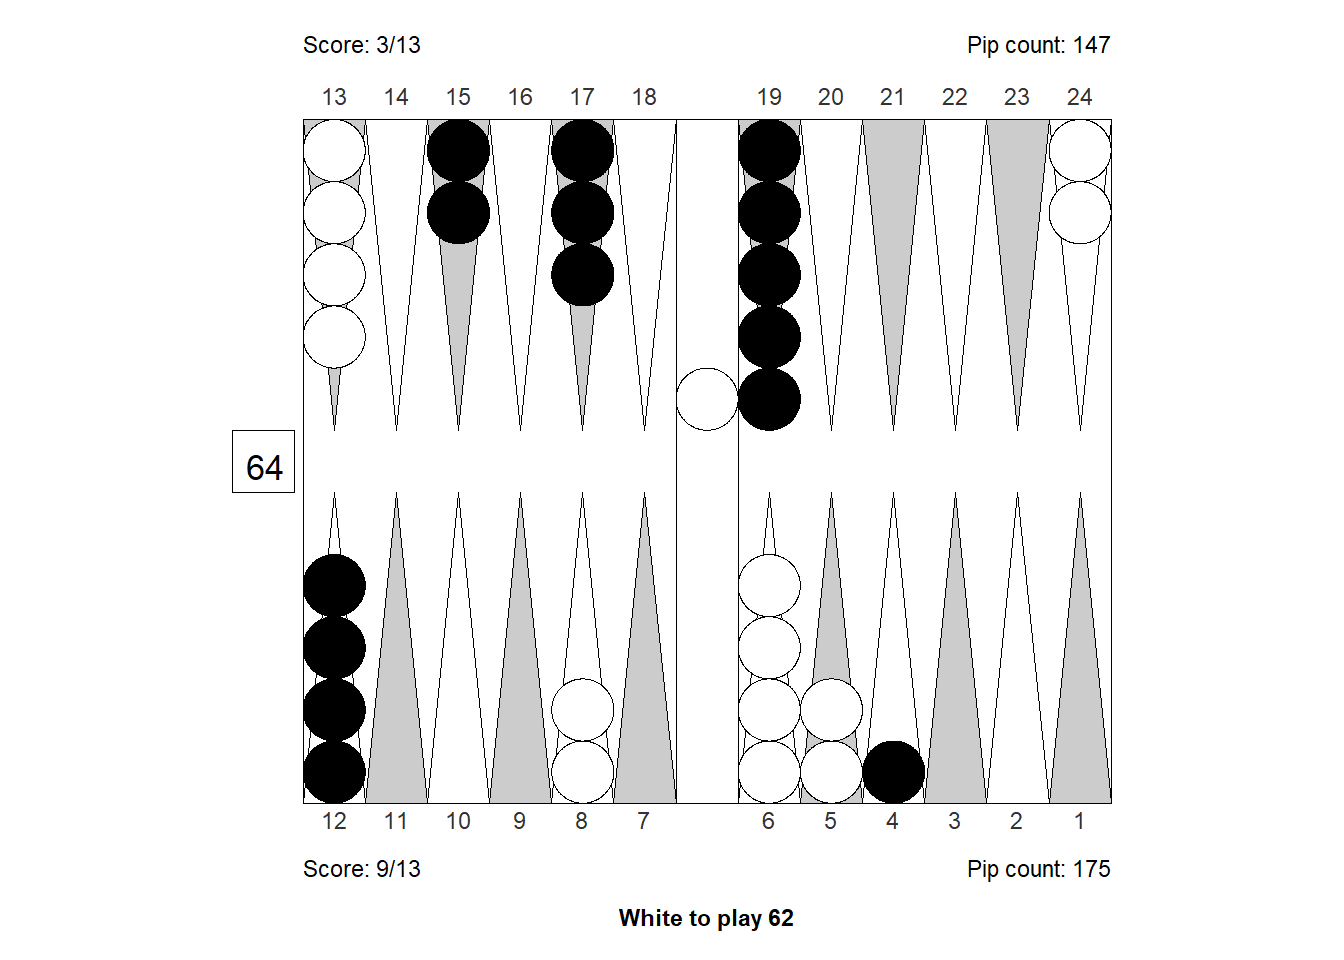 Score: 3/13 Pip count: 147
13 14 15 16 17 18 19 20 21 22 23 24
64
12 11 10 9 8 7 6 5 4 3 2 1
Score: 9/13 Pip count: 175
White to play 62